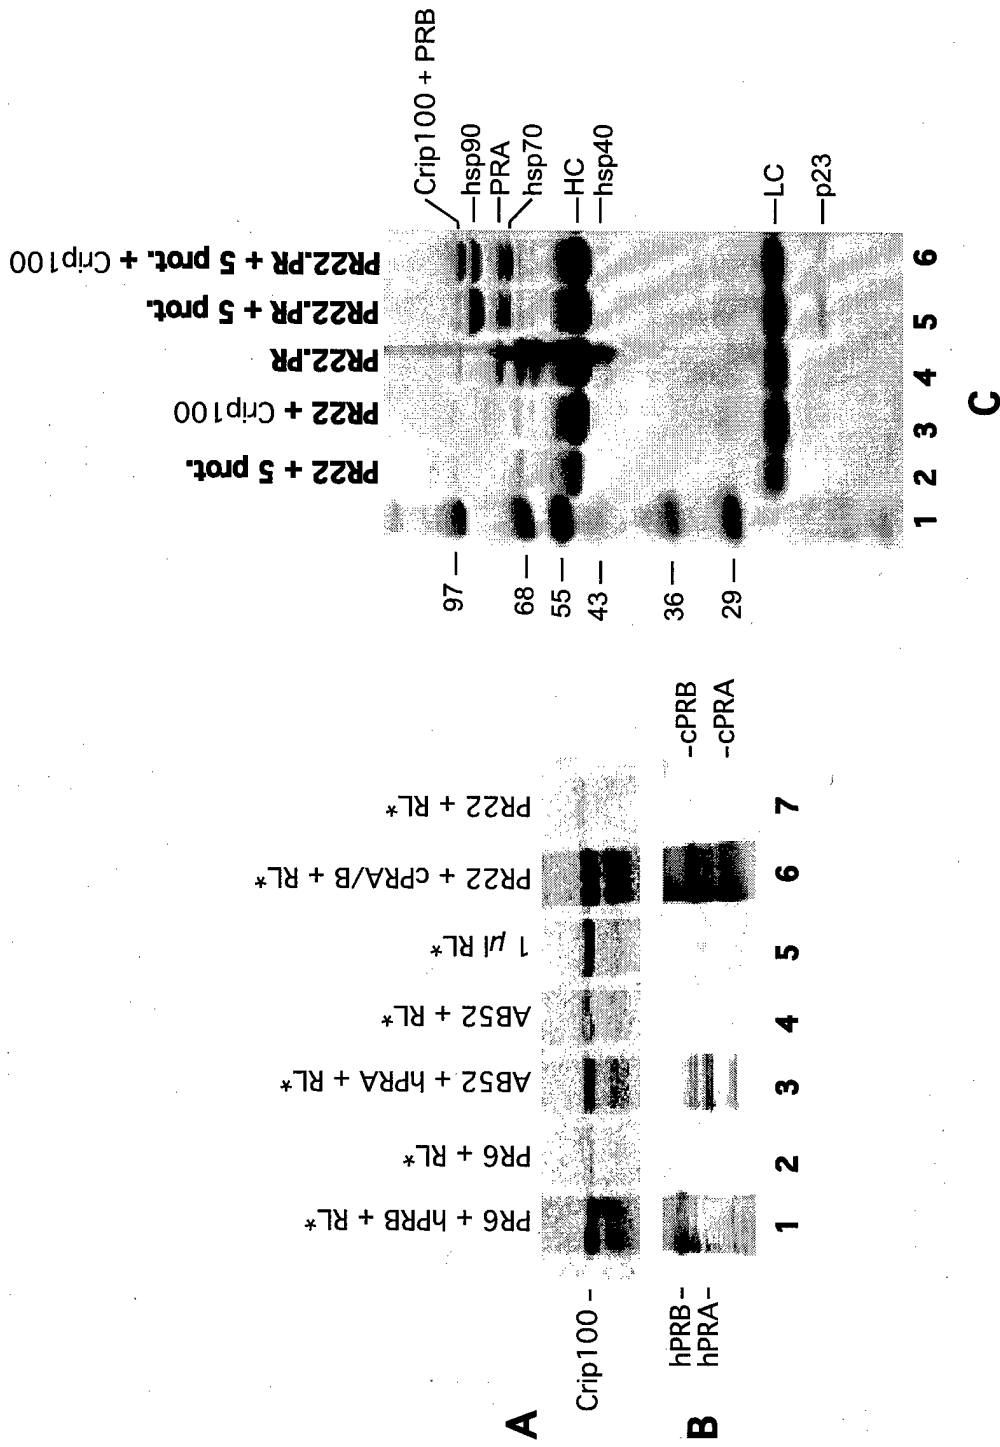 A
PR6 + hPRB + RL*
PR6 + RL*
AB52 + hPRA + RL*
AB52 + RL*
1 µl RL*
PR22 + cPRA/B + RL*
PR22 + RL*
Crip100 -
B
hPRB-
hPRA-
-cPRB
-cPRA
1 2 3 4 5 6 7
PR22 + 5 prot.
PR22 + Crip100
PR22.PR
PR22.PR + 5 prot.
PR22.PR + 5 prot. + Crip100
97 —
68 —
55 —
43 —
36 —
29 —
Crip100 + PRB
—hsp90
—PRA
hsp70
—HC
—hsp40
—LC
—p23
1 2 3 4 5 6
C